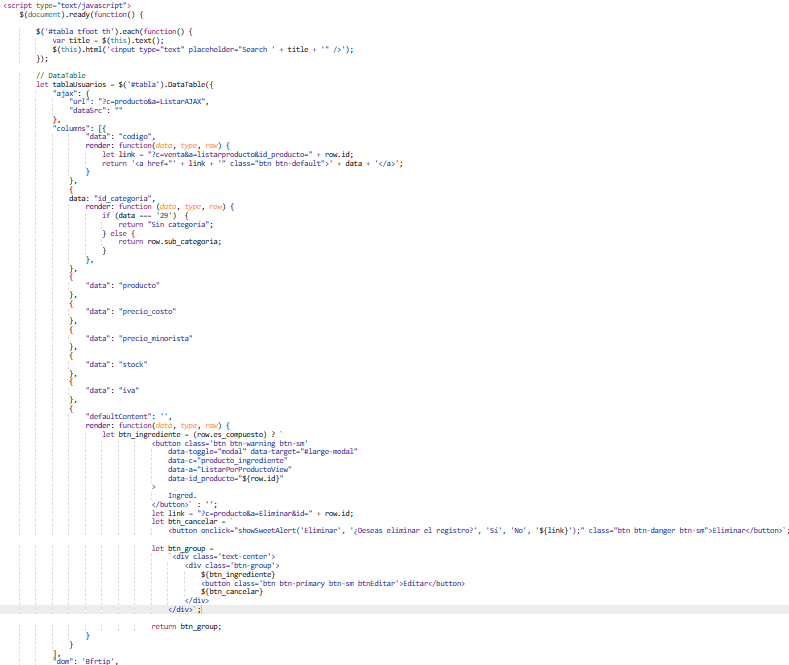 <script type="text/javascript">
$(document).ready(function() {
$('#tabla tfoot th').each(function() {
var title = $(this).text();
$(this).html('<input type="text" placeholder="Search ' + title + '" />');
});
// DataTable
let tablaUsuarios = $('#tabla').DataTable({
"ajax": {
"url": "?c=producto&a=ListarAJAX",
"dataSrc": ""
},
"columns": [{
"data": "codigo",
render: function(data, type, row) {
let link = "?c=venta&a=listarproducto&id_producto=" + row.id;
return '<a href="' + link + '" class="btn btn-default">' + data + '</a>';
}
},
{
data: "id_categoria",
render: function (data, type, row) {
if (data === '29')  {
return "Sin categoría";
} else {
return row.sub_categoria;
}
},
},
{
"data": "producto"
},
{
"data": "precio_costo"
},
{
"data": "precio_minorista"
},
{
"data": "stock"
},
{
"data": "iva"
},
{
"defaultContent": '',
render: function(data, type, row) {
let btn_ingrediente = (row.es_compuesto) ? `
<button class='btn btn-warning btn-sm'
data-toggle="modal" data-target="#large-modal"
data-c="producto_ingrediente"
data-a="ListarPorProductoView"
data-id_producto="${row.id}"
>
Ingred.
</button>` : '';
let link = "?c=producto&a=Eliminar&id=" + row.id;
let btn_cancelar = `
<button onclick="showSweetAlert('Eliminar', '¿Deseas eliminar el registro?', 'Sí', 'No', '${link}');" class="btn btn-danger btn-sm">Eliminar</button>`;
let btn_group =
`<div class='text-center'>
<div class='btn-group'>
${btn_ingrediente}
<button class='btn btn-primary btn-sm btnEditar'>Editar</button>
${btn_cancelar}
</div>
</div>`;
return btn_group;
}
}
],
"dom": 'Bfrtip',